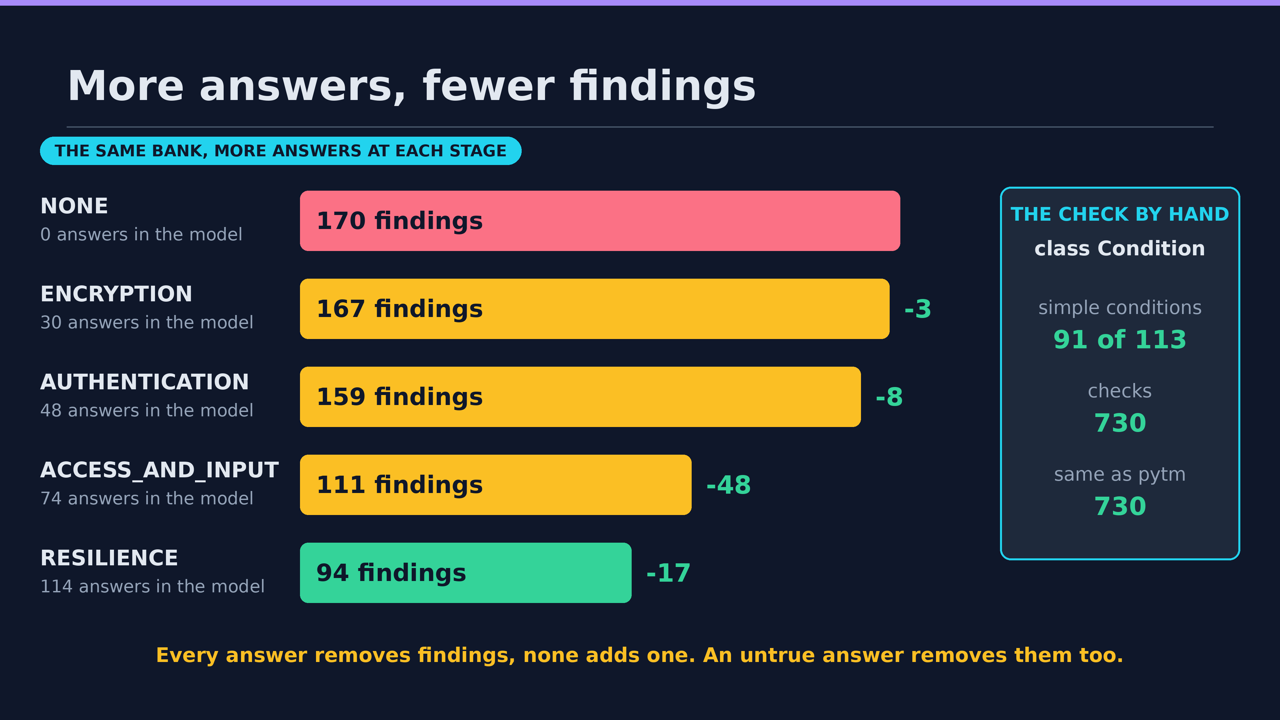 More answers, fewer findings
THE SAME BANK, MORE ANSWERS AT EACH STAGE
NONE
0 answers in the model
170 findings
ENCRYPTION
30 answers in the model
167 findings
-3
AUTHENTICATION
48 answers in the model
159 findings
-8
ACCESS_AND_INPUT
74 answers in the model
111 findings
-48
RESILIENCE
114 answers in the model
94 findings
-17
THE CHECK BY HAND
class Condition
simple conditions
91 of 113
checks
730
same as pytm
730
Every answer removes findings, none adds one. An untrue answer removes them too.